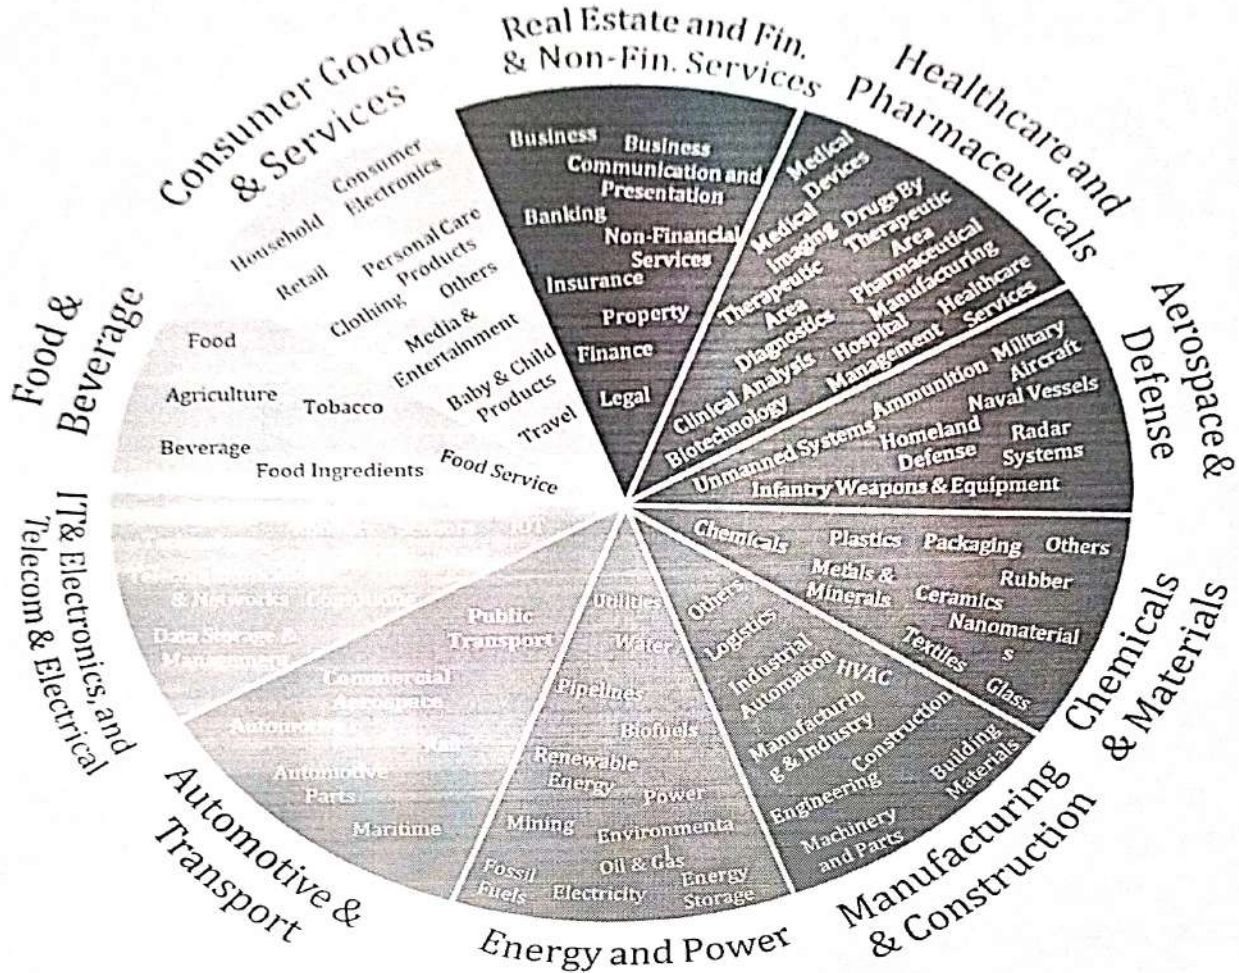 Real Estate and Fin.
& Non-Fin. Services
Business
Business
Communication and
Presentation
Banking
Non-Financial
Services
Insurance
Property
Finance
Legal
Healthcare and
Pharmaceuticals
Medical
Devices
Medical
Imaging
Drugs By
Therapeutic
Area
Therapeutic
Area
Pharmaceutical
Manufacturing
Diagnostics
Hospital
Management
Healthcare
Services
Clinical Analysis
Biotechnology
Aerospace &
Defense
Military
Aircraft
Ammunition
Naval Vessels
Unmanned Systems
Homeland
Defense
Radar
Systems
Infantry Weapons & Equipment
Chemicals
& Materials
Chemicals
Plastics
Packaging
Others
Metals &
Minerals
Rubber
Ceramics
Nanomaterial
s
Textiles
Glass
Manufacturing
& Construction
Others
Logistics
Industrial
Automation
HVAC
Manufacturin
g & Industry
Construction
Building
Materials
Engineering
Machinery
and Parts
Energy and Power
Utilities
Water
Pipelines
Biofuels
Renewable
Energy
Power
Mining
Environmenta
l
Oil & Gas
Fossil
Fuels
Electricity
Energy
Storage
Automotive &
Transport
Public
Transport
Commercial
Aerospace
Automotive
Parts
Maritime
IT& Electronics, and
Telecom & Electrical
& Networks
Data Storage &
Management
Food &
Beverage
Food
Agriculture
Tobacco
Beverage
Food Ingredients
Food Service
Consumer Goods
& Services
Consumer
Electronics
Household
Personal Care
Products
Retail
Others
Clothing
Media &
Entertainment
Baby & Child
Products
Travel